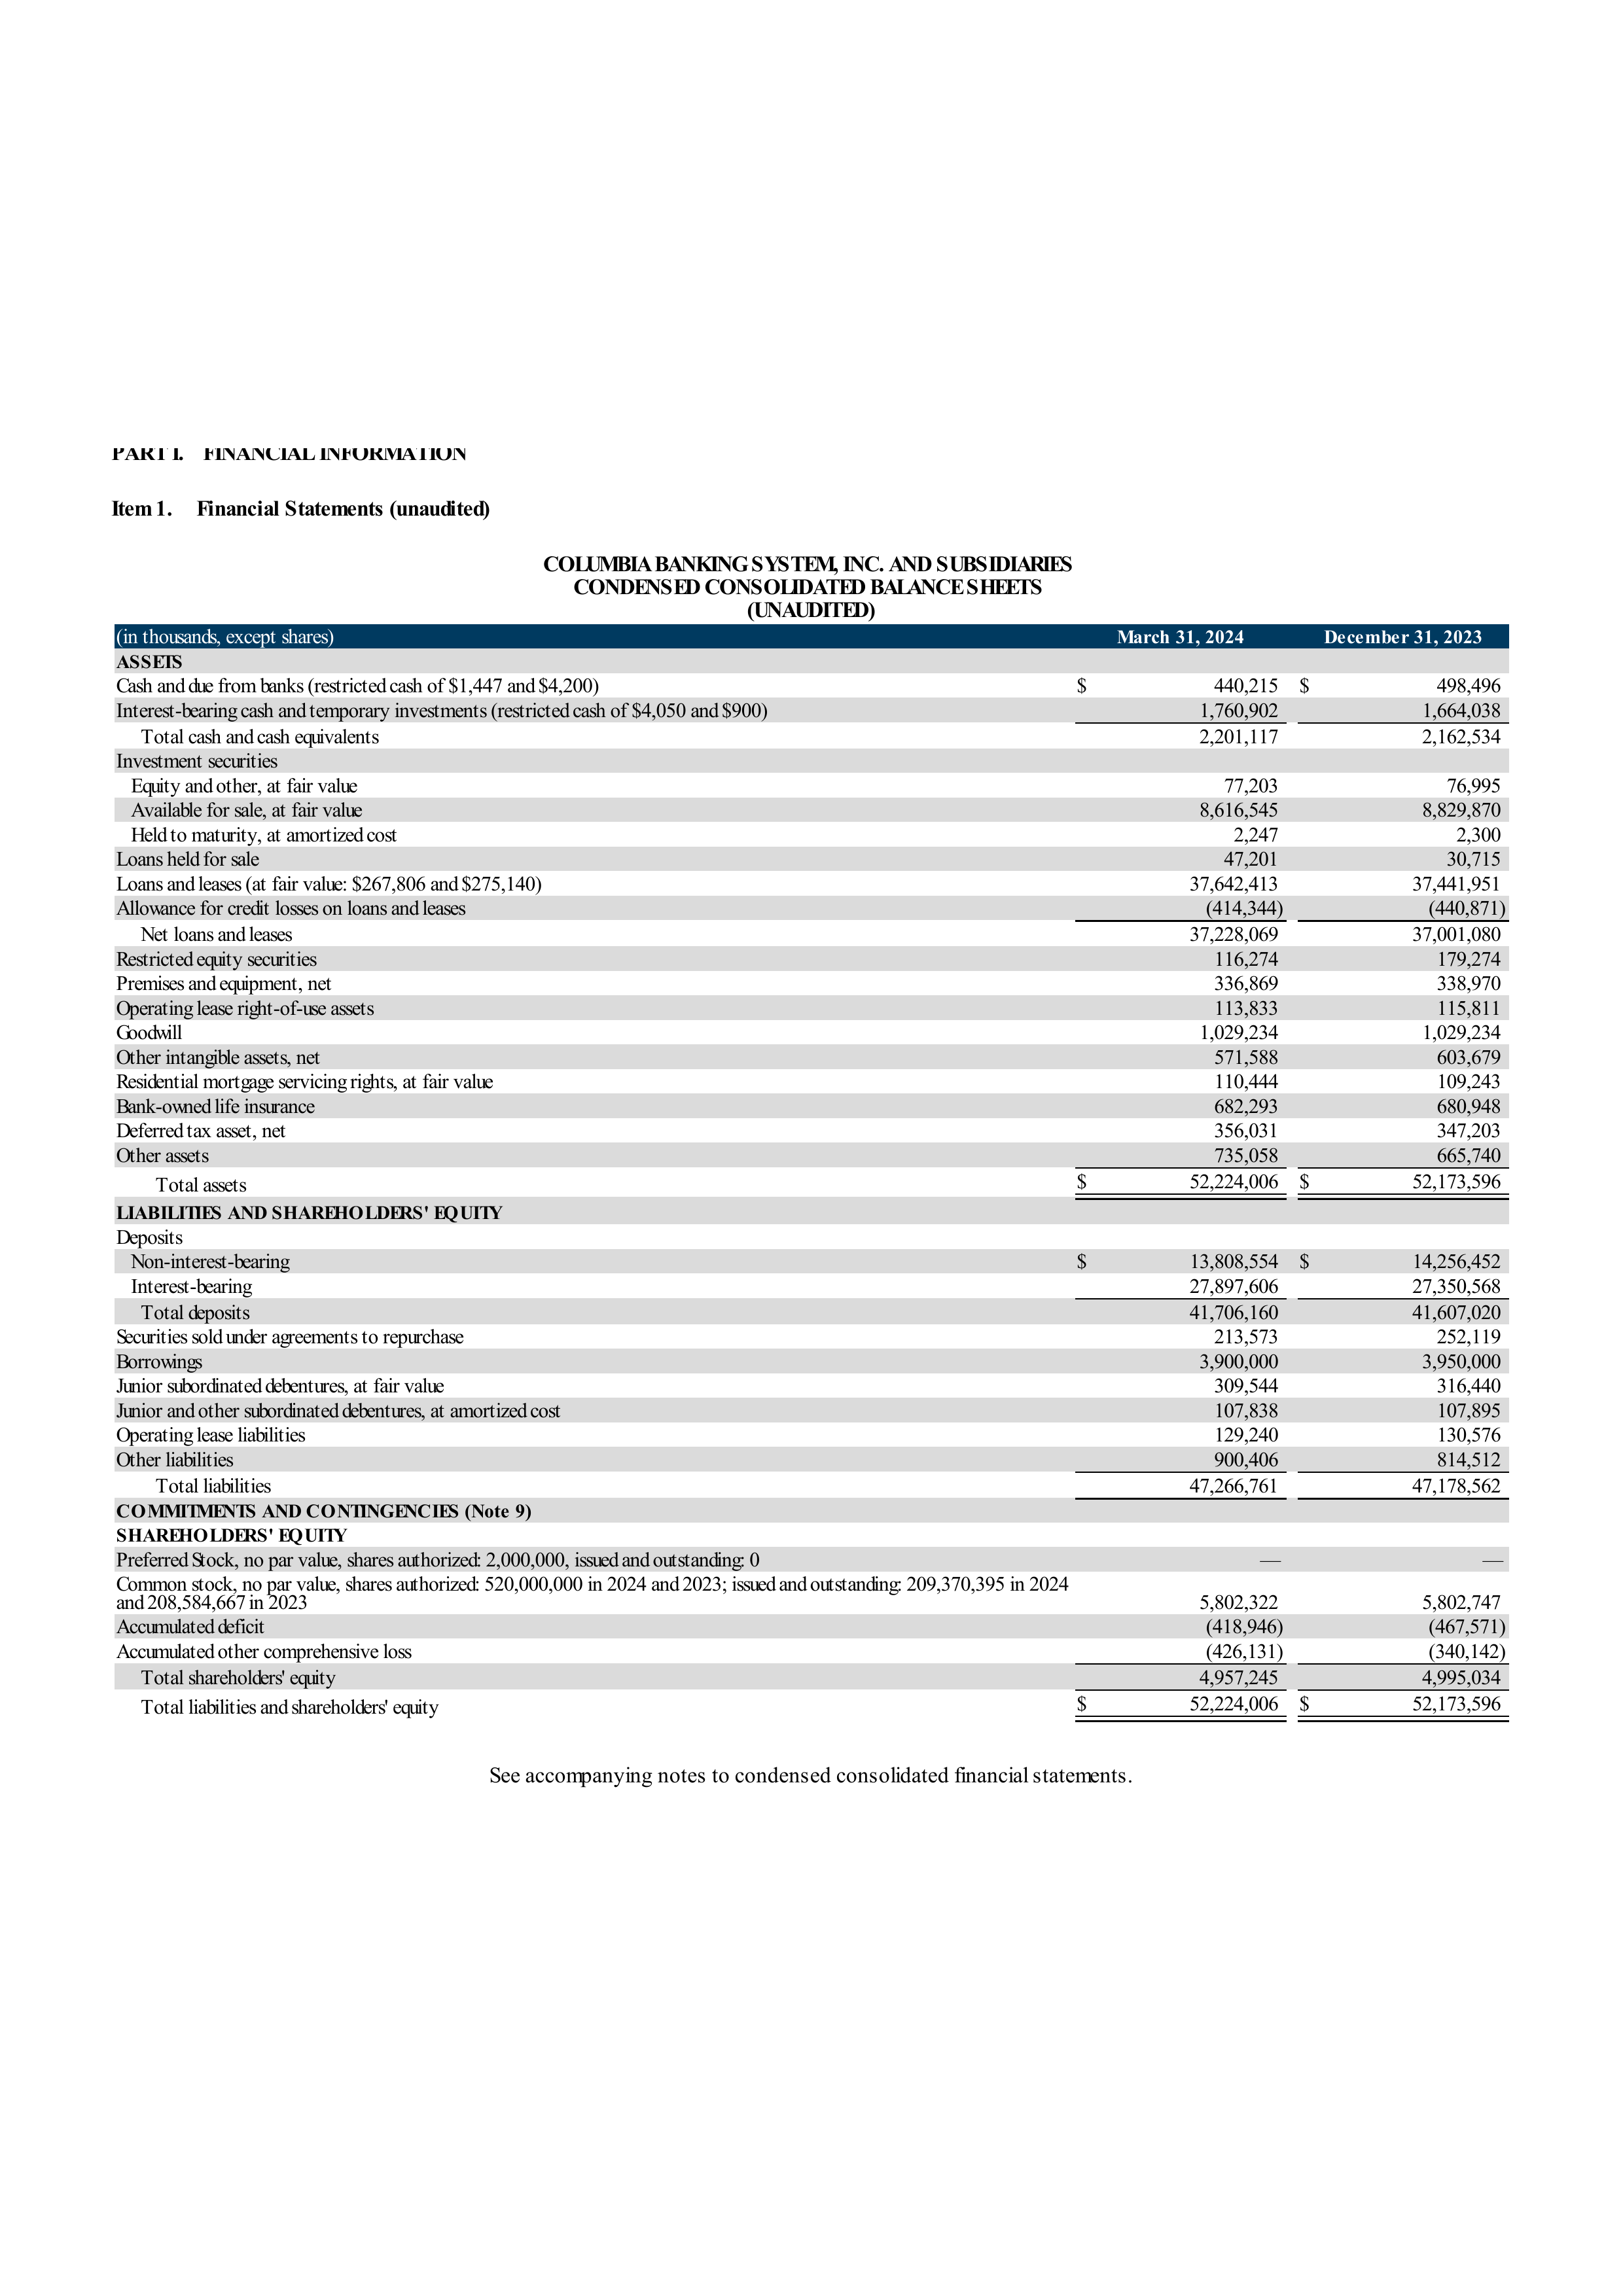 PART I. FINANCIAL INFORMATION
Item 1. Financial Statements (unaudited)
COLUMBIA BANKING SYSTEM, INC. AND SUBSIDIARIES
CONDENSED CONSOLIDATED BALANCE SHEETS
(UNAUDITED)
(in thousands, except shares) March 31, 2024 December 31, 2023
ASSETS
Cash and due from banks (restricted cash of $1,447 and $4,200) $ 440,215 $ 498,496
Interest-bearing cash and temporary investments (restricted cash of $4,050 and $900) 1,760,902 1,664,038
Total cash and cash equivalents 2,201,117 2,162,534
Investment securities
Equity and other, at fair value 77,203 76,995
Available for sale, at fair value 8,616,545 8,829,870
Held to maturity, at amortized cost 2,247 2,300
Loans held for sale 47,201 30,715
Loans and leases (at fair value: $267,806 and $275,140) 37,642,413 37,441,951
Allowance for credit losses on loans and leases (414,344) (440,871)
Net loans and leases 37,228,069 37,001,080
Restricted equity securities 116,274 179,274
Premises and equipment, net 336,869 338,970
Operating lease right-of-use assets 113,833 115,811
Goodwill 1,029,234 1,029,234
Other intangible assets, net 571,588 603,679
Residential mortgage servicing rights, at fair value 110,444 109,243
Bank-owned life insurance 682,293 680,948
Deferred tax asset, net 356,031 347,203
Other assets 735,058 665,740
Total assets $ 52,224,006 $ 52,173,596
LIABILITIES AND SHAREHOLDERS' EQUITY
Deposits
Non-interest-bearing $ 13,808,554 $ 14,256,452
Interest-bearing 27,897,606 27,350,568
Total deposits 41,706,160 41,607,020
Securities sold under agreements to repurchase 213,573 252,119
Borrowings 3,900,000 3,950,000
Junior subordinated debentures, at fair value 309,544 316,440
Junior and other subordinated debentures, at amortized cost 107,838 107,895
Operating lease liabilities 129,240 130,576
Other liabilities 900,406 814,512
Total liabilities 47,266,761 47,178,562
COMMITMENTS AND CONTINGENCIES (Note 9)
SHAREHOLDERS' EQUITY
Preferred Stock, no par value, shares authorized: 2,000,000, issued and outstanding: 0 — —
Common stock, no par value, shares authorized: 520,000,000 in 2024 and 2023; issued and outstanding: 209,370,395 in 2024
and 208,584,667 in 2023 5,802,322 5,802,747
Accumulated deficit (418,946) (467,571)
Accumulated other comprehensive loss (426,131) (340,142)
Total shareholders' equity 4,957,245 4,995,034
Total liabilities and shareholders' equity $ 52,224,006 $ 52,173,596
See accompanying notes to condensed consolidated financial statements.